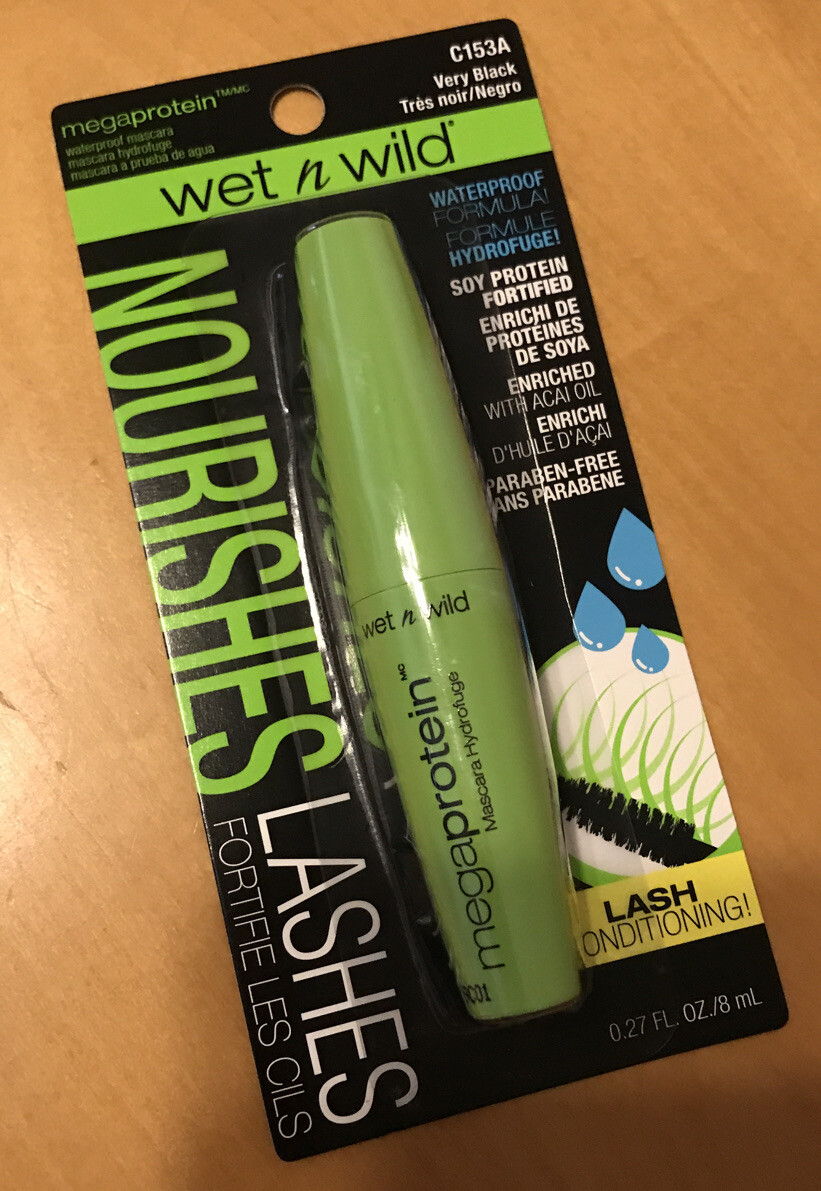 C153A
Very Black
Très noir/Negro
megaprotein™/MC
waterproof mascara
mascara hydrofuge
mascara a prueba de agua
wet n wild®
WATERPROOF
FORMULA!
FORMULE
HYDROFUGE!
SOY PROTEIN
FORTIFIED
ENRICHI DE
PROTÉINES
DE SOYA
ENRICHED
WITH ACAI OIL
ENRICHI
D'HUILE D'AÇAI
PARABEN-FREE
ANS PARABENE
NOURISHES
LASHES
FORTIFIE LES CILS
wet n wild
megaprotein MC
Mascara Hydrofuge
LASH
ONDITIONING!
0.27 FL. OZ./8 mL